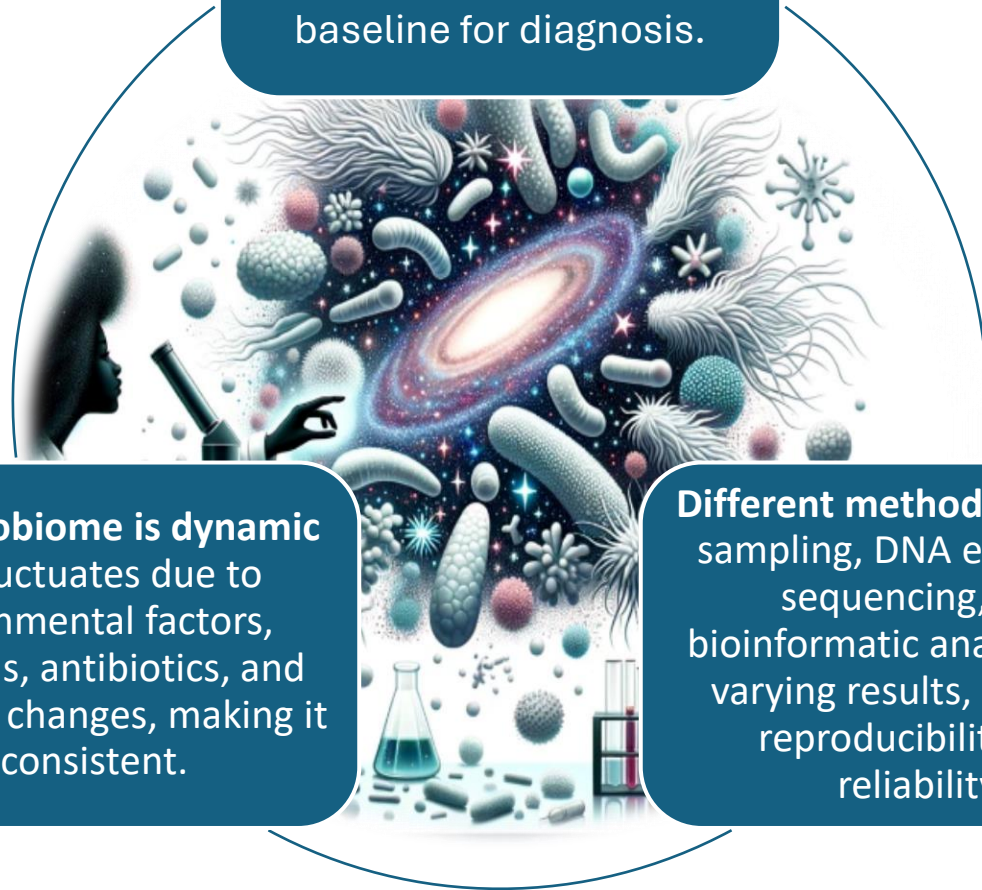 baseline for diagnosis.
obiome is dynamic
uctuates due to
nmental factors,
s, antibiotics, and
changes, making it
consistent.
Different method
sampling, DNA e
sequencing,
bioinformatic ana
varying results,
reproducibilit
reliability